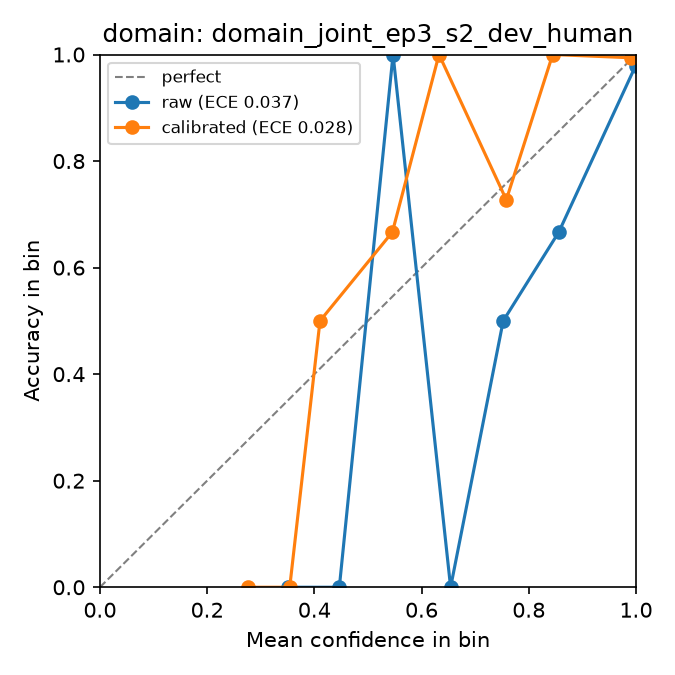 domain: domain_joint_ep3_s2_dev_human
perfect
raw (ECE 0.037)
calibrated (ECE 0.028)
1.0
0.8
0.6
0.4
0.2
0.0
Accuracy in bin
0.0 0.2 0.4 0.6 0.8 1.0
Mean confidence in bin